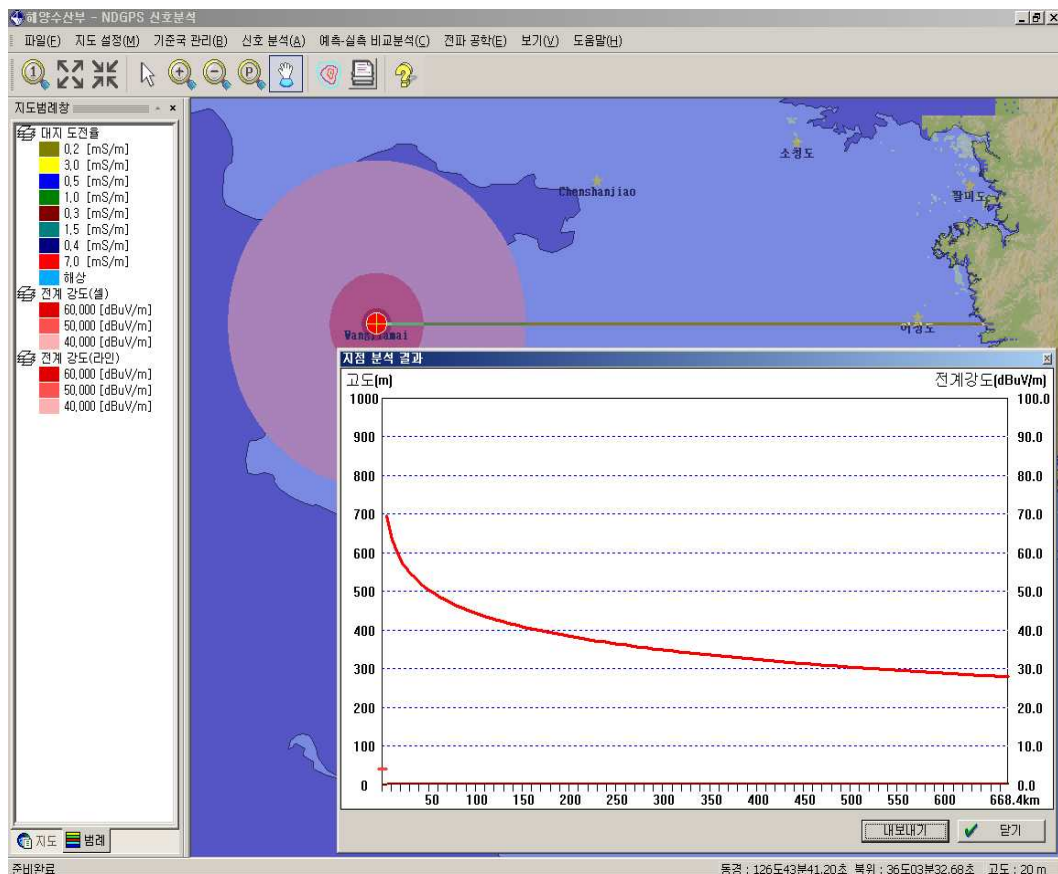 해양수산부 - NDGPS 신호분석
파일(F) 지도 설정(M) 기준국 관리(B) 신호 분석(A) 예측-실측 비교분석(C) 전파 공학(E) 보기(V) 도움말(H)
지도범례창
대지 도전율
0,2 [mS/m]
3,0 [mS/m]
0,5 [mS/m]
1,0 [mS/m]
0,3 [mS/m]
1,5 [mS/m]
0,4 [mS/m]
7,0 [mS/m]
해상
전계 강도(셀)
60,000 [dBuV/m]
50,000 [dBuV/m]
40,000 [dBuV/m]
전계 강도(라인)
60,000 [dBuV/m]
50,000 [dBuV/m]
40,000 [dBuV/m]
지도 범례
소청도
Chenshanjiao
팔미도
어청도
지점 분석 결과
고도(m) 전계강도(dBuV/m)
1000 100.0
900 90.0
800 80.0
700 70.0
600 60.0
500 50.0
400 40.0
300 30.0
200 20.0
100 10.0
0 0.0
50 100 150 200 250 300 350 400 450 500 550 600 668.4km
내보내기 닫기
준비완료 동경 : 126도43분41.20초 북위 : 36도03분32.68초 고도 : 20 m